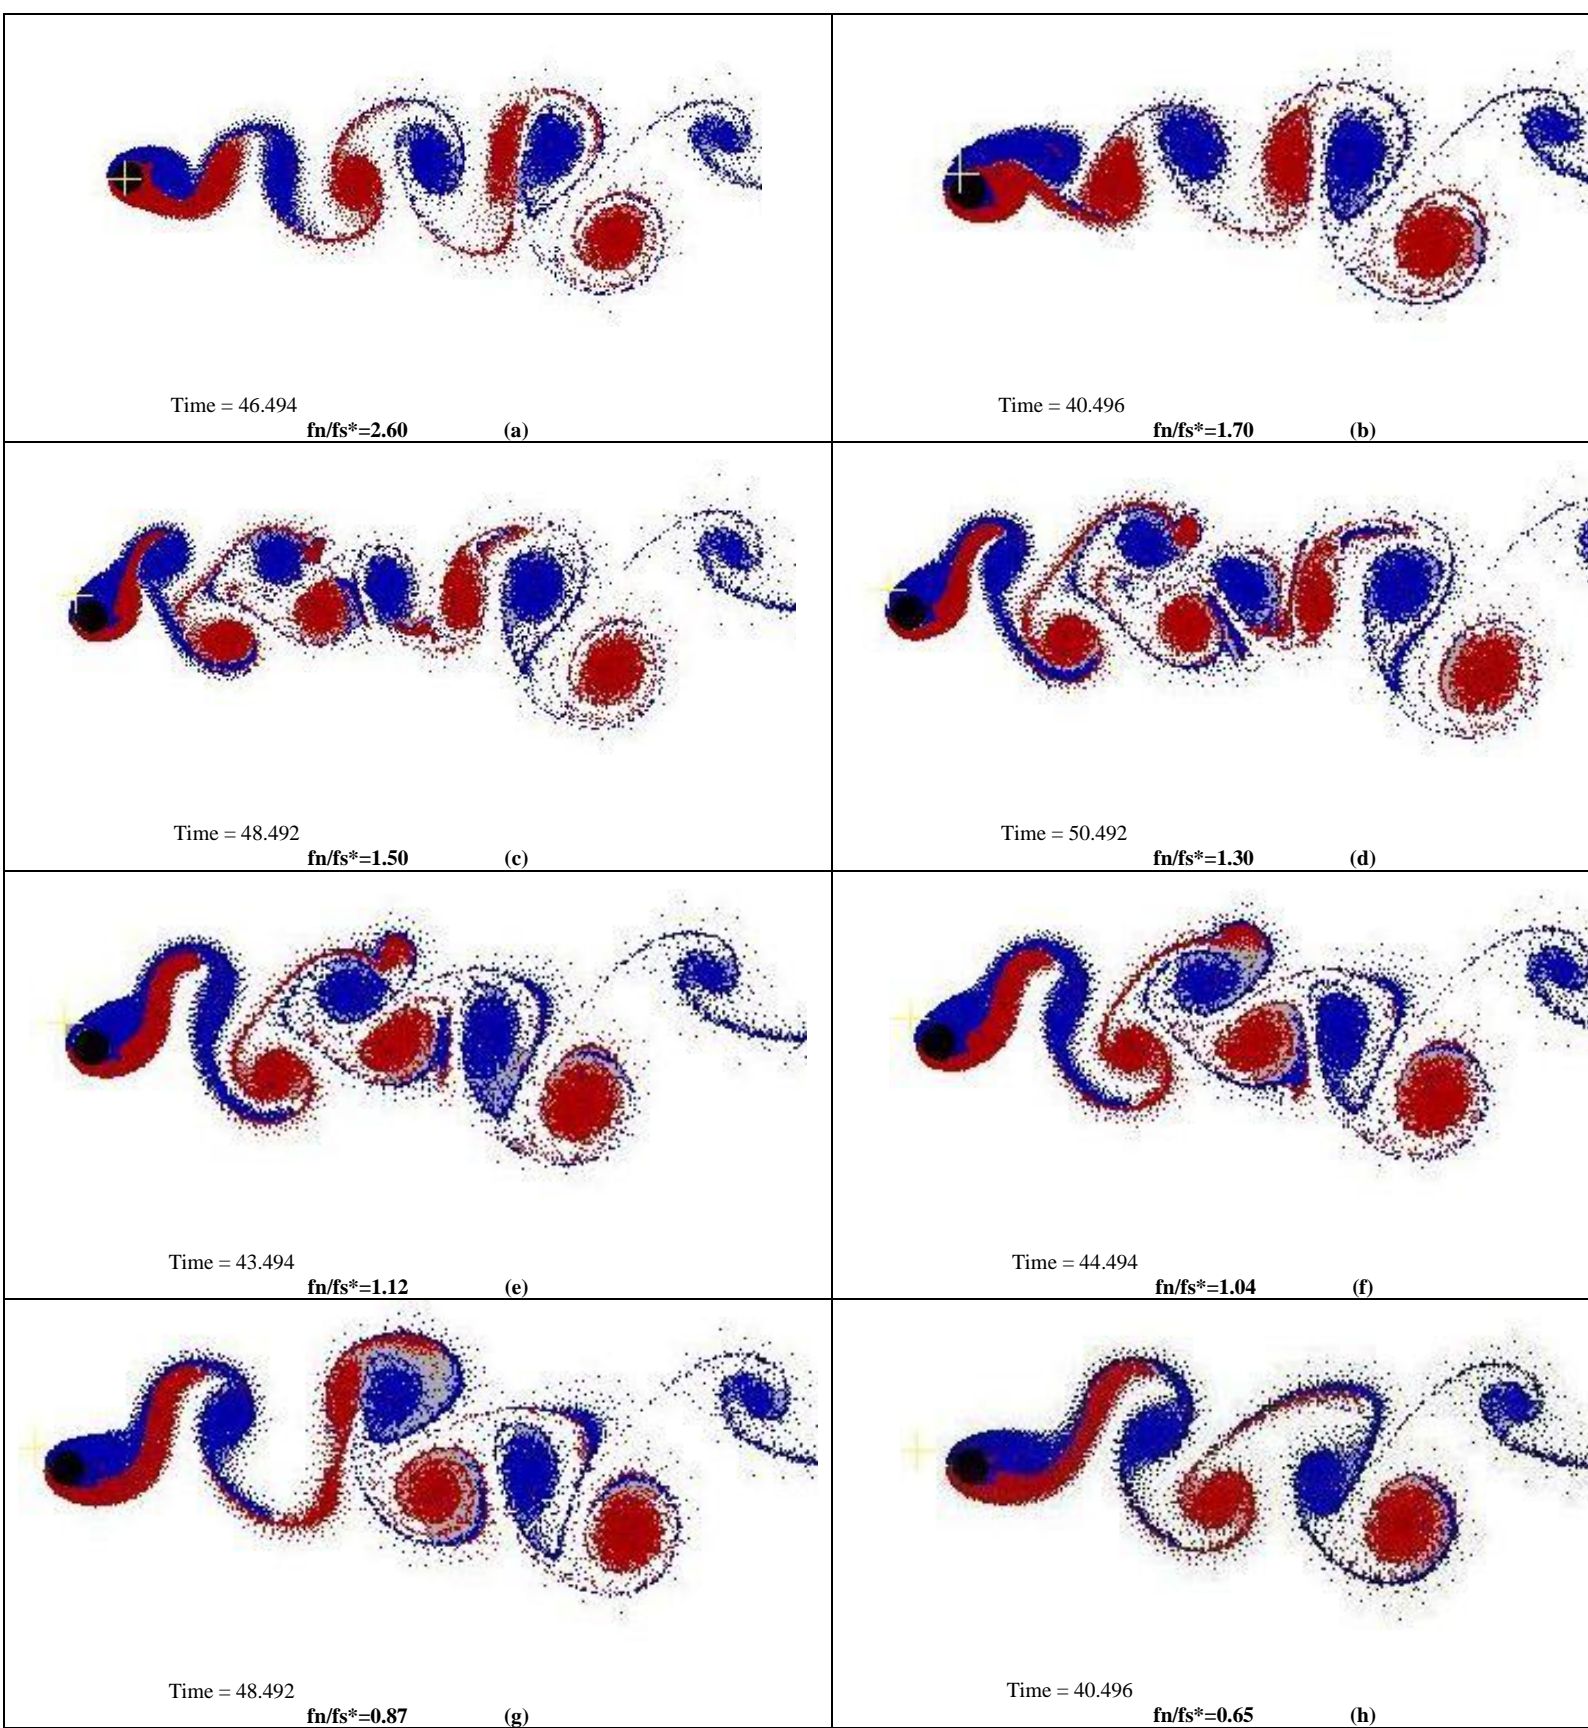 Time = 46.494
fn/fs*=2.60 (a)
Time = 40.496
fn/fs*=1.70 (b)
Time = 48.492
fn/fs*=1.50 (c)
Time = 50.492
fn/fs*=1.30 (d)
Time = 43.494
fn/fs*=1.12 (e)
Time = 44.494
fn/fs*=1.04 (f)
Time = 48.492
fn/fs*=0.87 (g)
Time = 40.496
fn/fs*=0.65 (h)